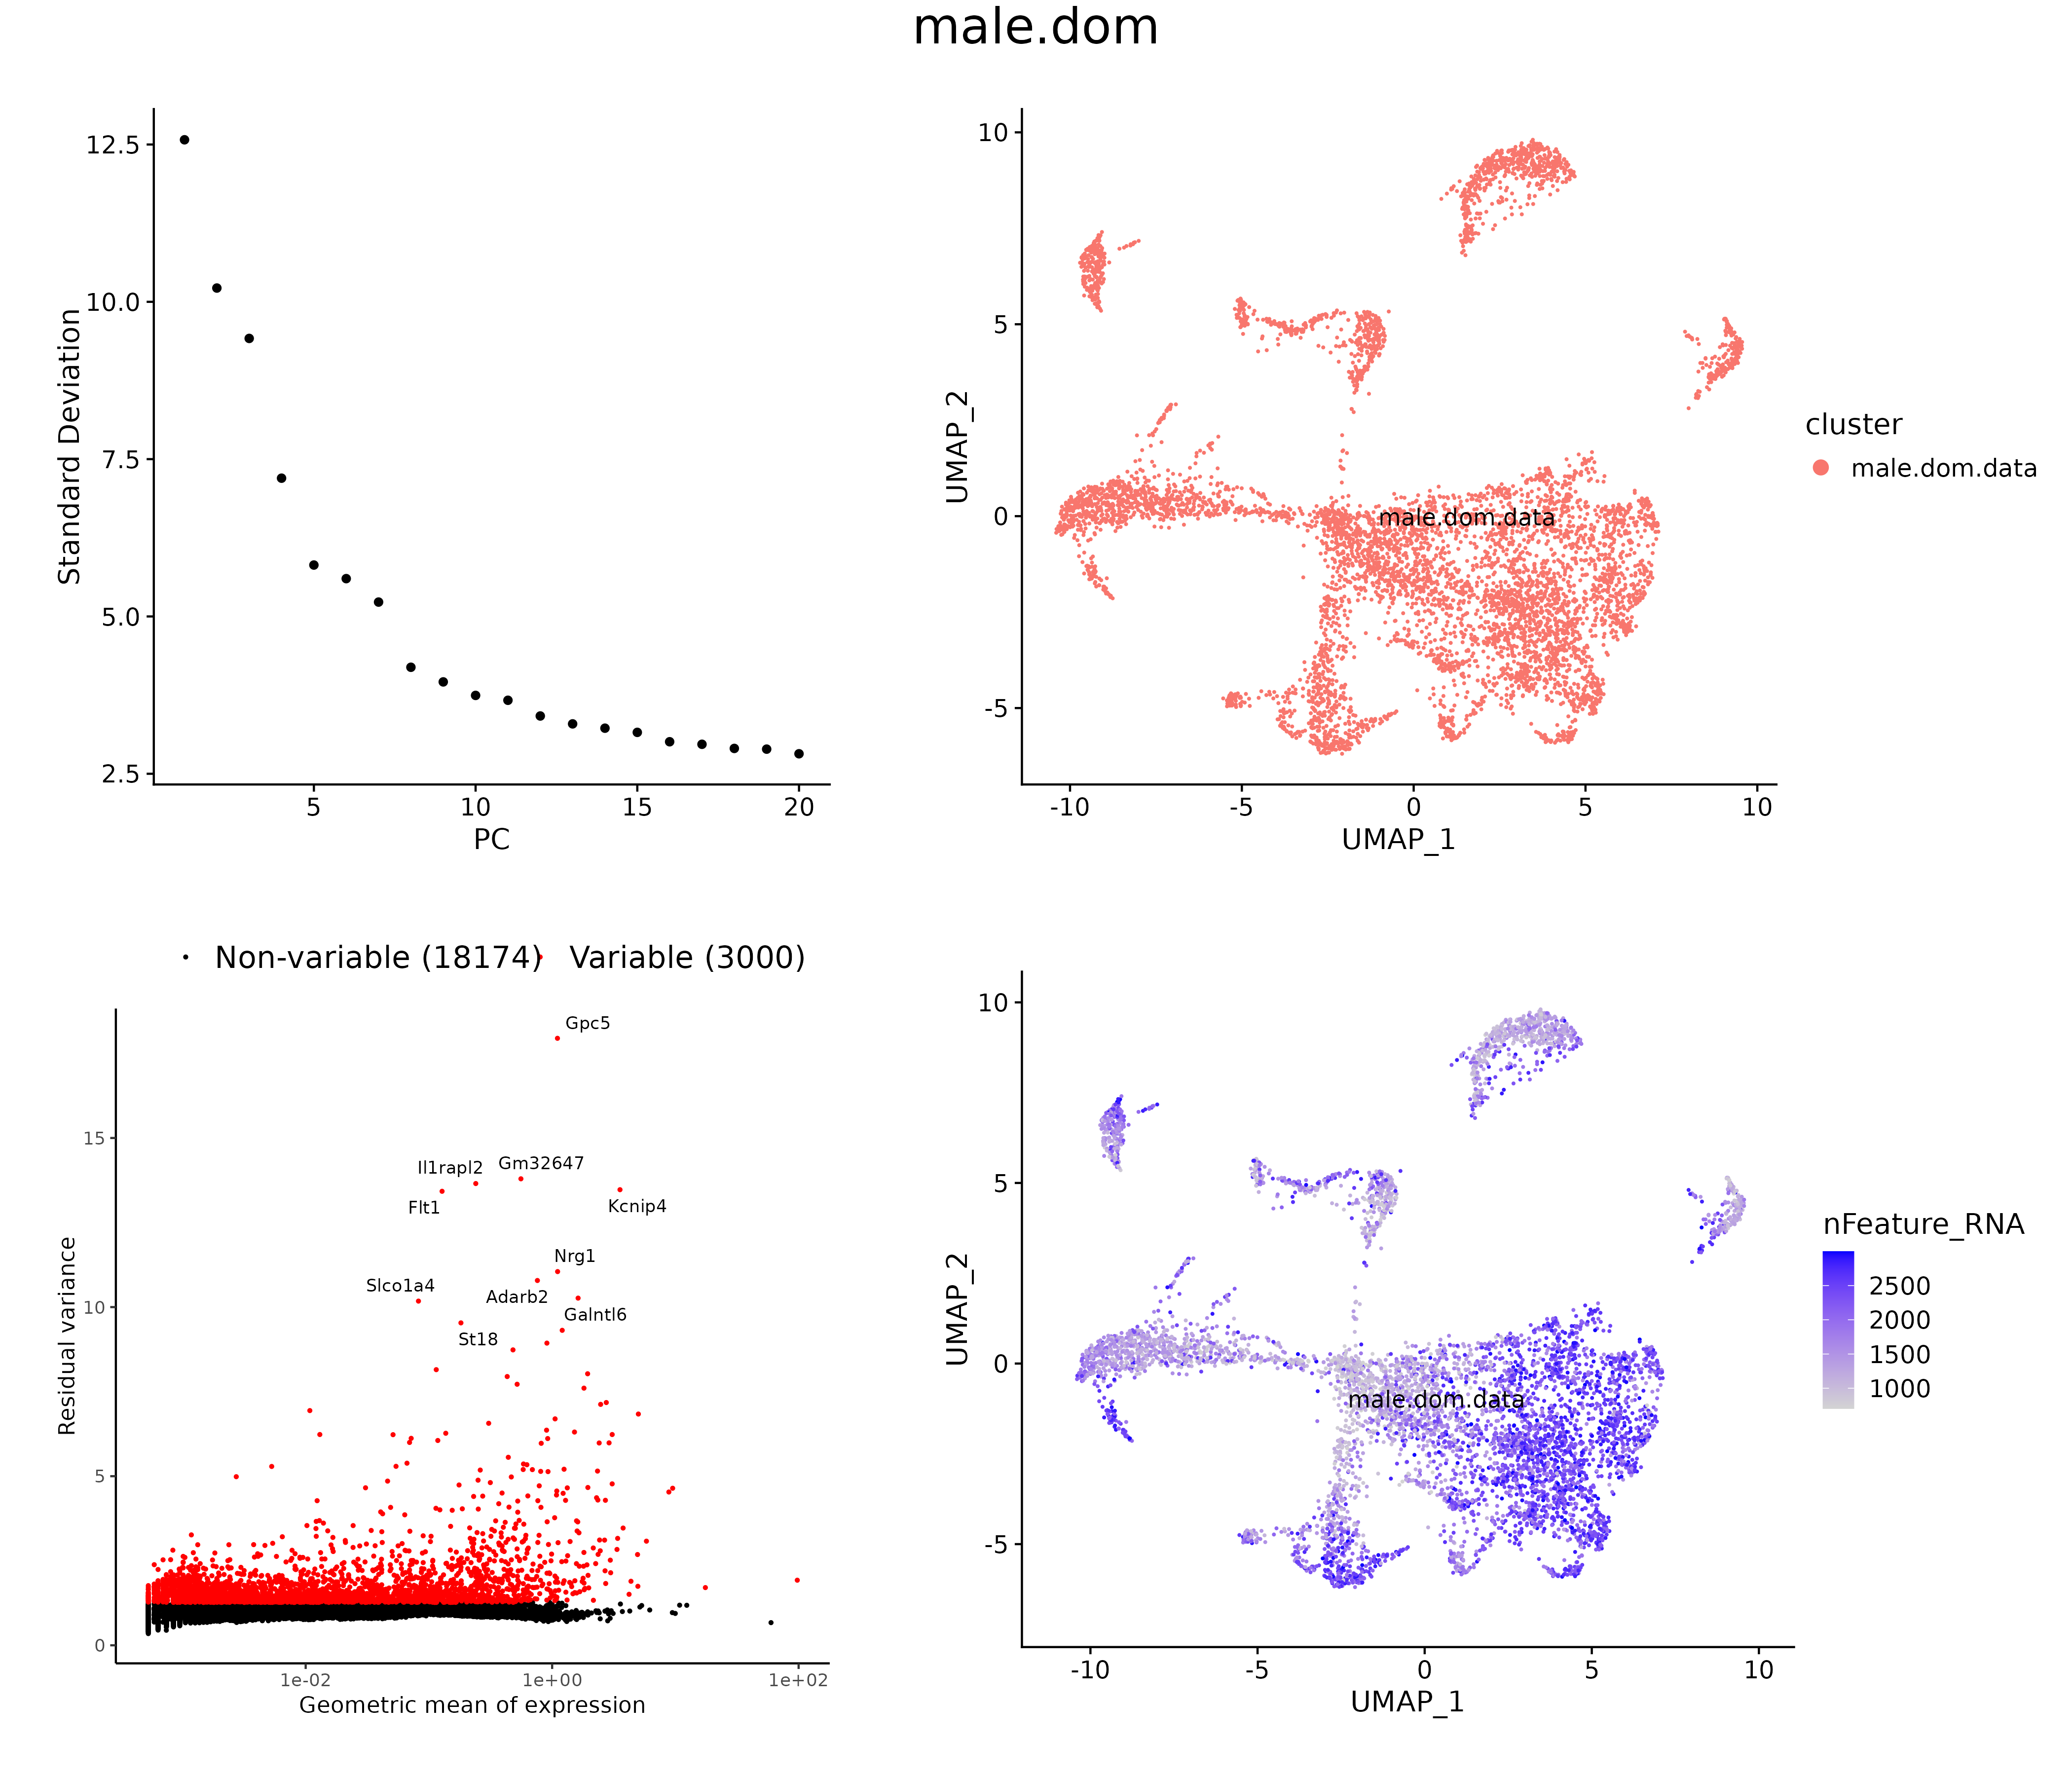 male.dom
12.5
10.0
7.5
5.0
2.5
Standard Deviation
5
10
15
20
PC
10
5
0
-5
UMAP_2
male.dom.data
-10
-5
0
5
10
UMAP_1
cluster
male.dom.data
Non-variable (18174)
Variable (3000)
15
10
5
0
Residual variance
Gpc5
Il1rapl2
Gm32647
Flt1
Kcnip4
Nrg1
Slco1a4
Adarb2
Galntl6
St18
1e-02
1e+00
1e+02
Geometric mean of expression
10
5
0
-5
UMAP_2
male.dom.data
-10
-5
0
5
10
UMAP_1
nFeature_RNA
2500
2000
1500
1000